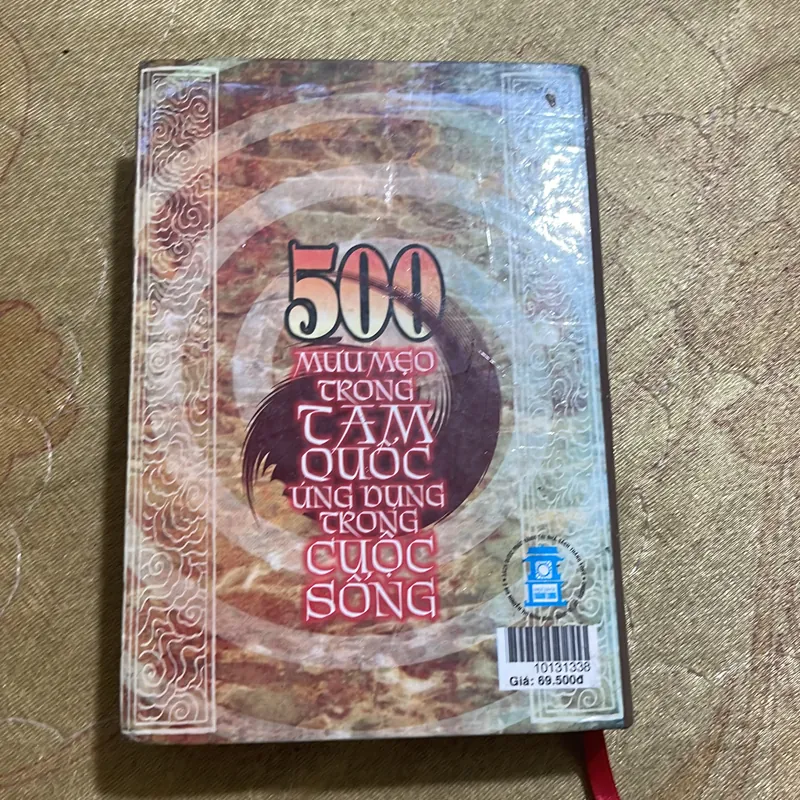 500
MƯU MẸO
TRONG
TAM
QUỐC
ỨNG DỤNG
TRONG
CUỘC
SỐNG
10131338
Giá: 69.500đ